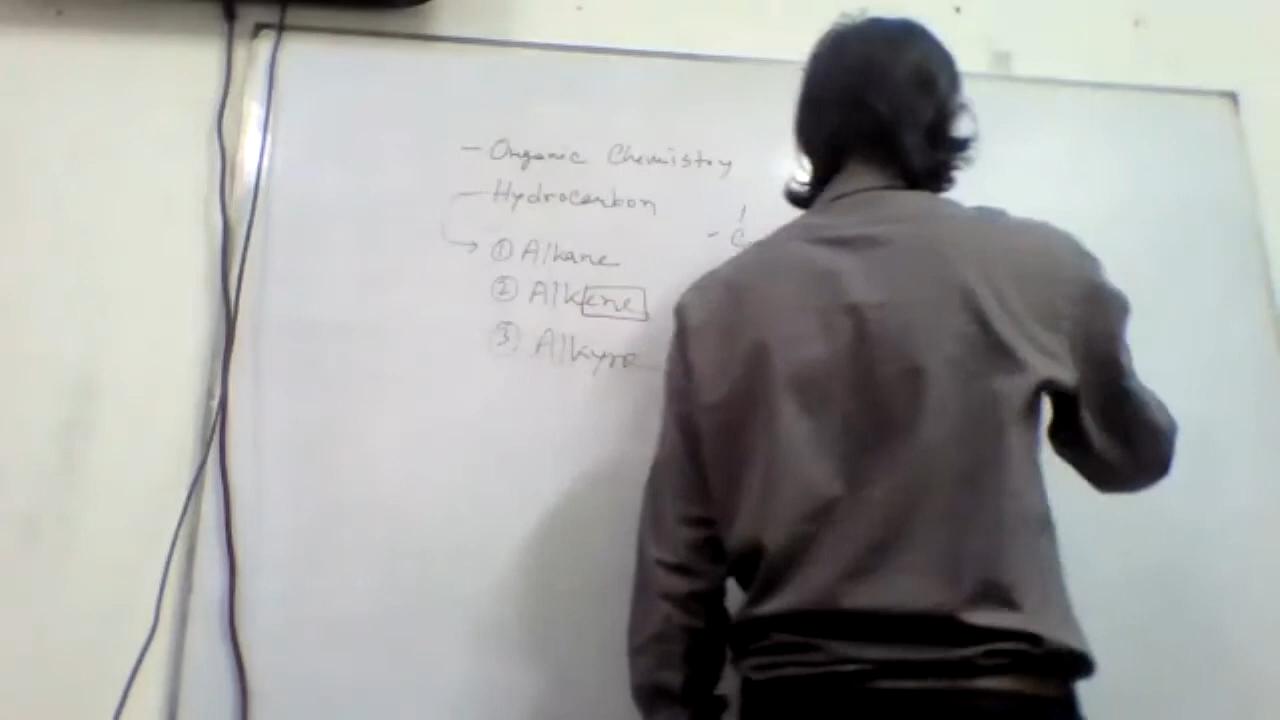 - Organic Chemistry
- Hydrocarbon
① Alkane
② Alkene
③ Alkyne
- C